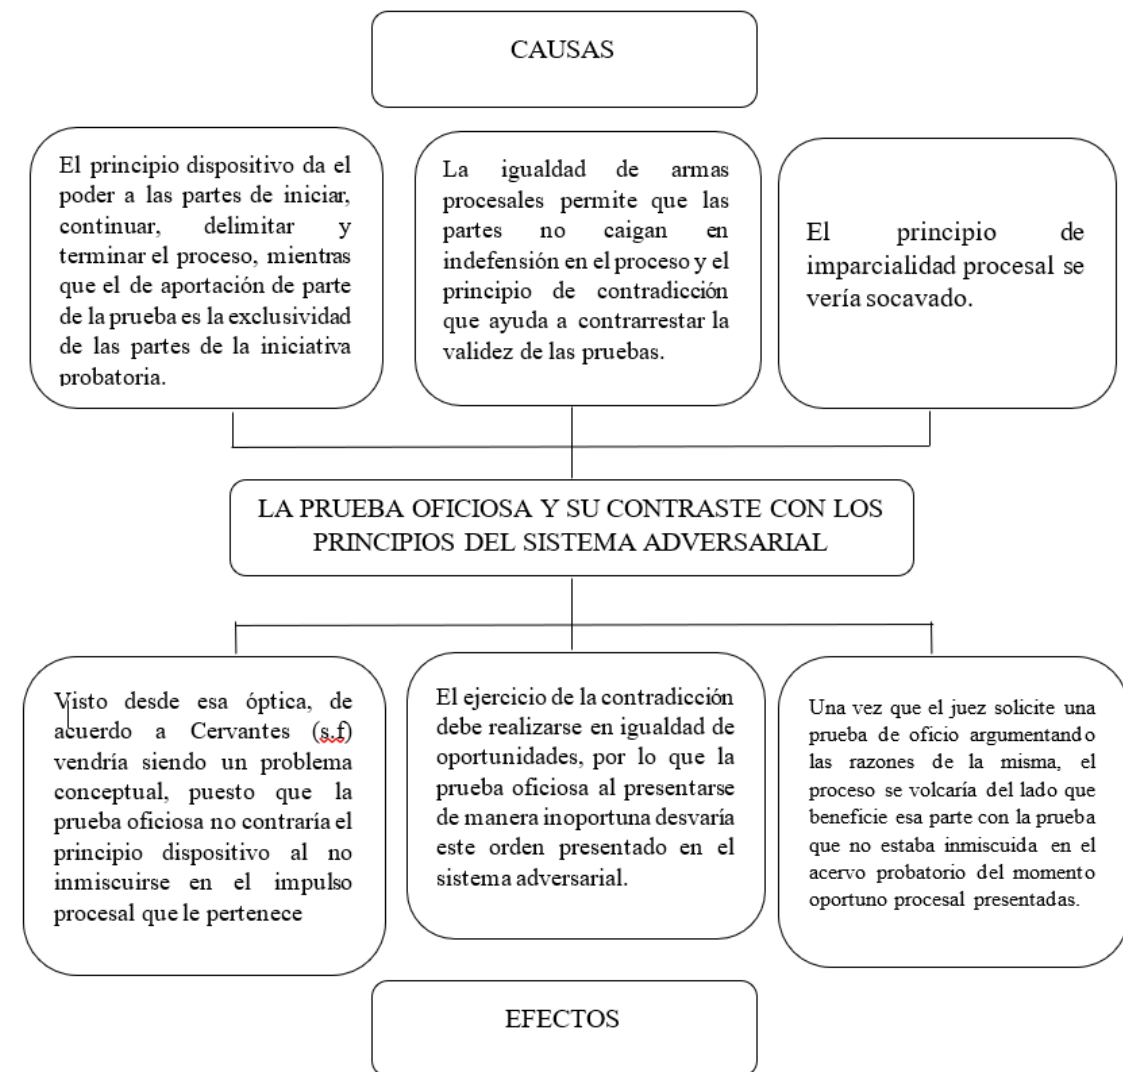 CAUSAS
El principio dispositivo da el
poder a las partes de iniciar,
continuar, delimitar y
terminar el proceso, mientras
que el de aportación de parte
de la prueba es la exclusividad
de las partes de la iniciativa
probatoria.
La igualdad de armas
procesales permite que las
partes no caigan en
indefensión en el proceso y el
principio de contradicción
que ayuda a contrarrestar la
validez de las pruebas.
El principio de
imparcialidad procesal se
vería socavado.
LA PRUEBA OFICIOSA Y SU CONTRASTE CON LOS
PRINCIPIOS DEL SISTEMA ADVERSARIAL
Visto desde esa óptica, de
acuerdo a Cervantes (s.f)
vendría siendo un problema
conceptual, puesto que la
prueba oficiosa no contraría el
principio dispositivo al no
inmiscuirse en el impulso
procesal que le pertenece
El ejercicio de la contradicción
debe realizarse en igualdad de
oportunidades, por lo que la
prueba oficiosa al presentarse
de manera inoportuna desvaría
este orden presentado en el
sistema adversarial.
Una vez que el juez solicite una
prueba de oficio argumentando
las razones de la misma, el
proceso se volcaría del lado que
beneficie esa parte con la prueba
que no estaba inmiscuida en el
acervo probatorio del momento
oportuno procesal presentadas.
EFECTOS